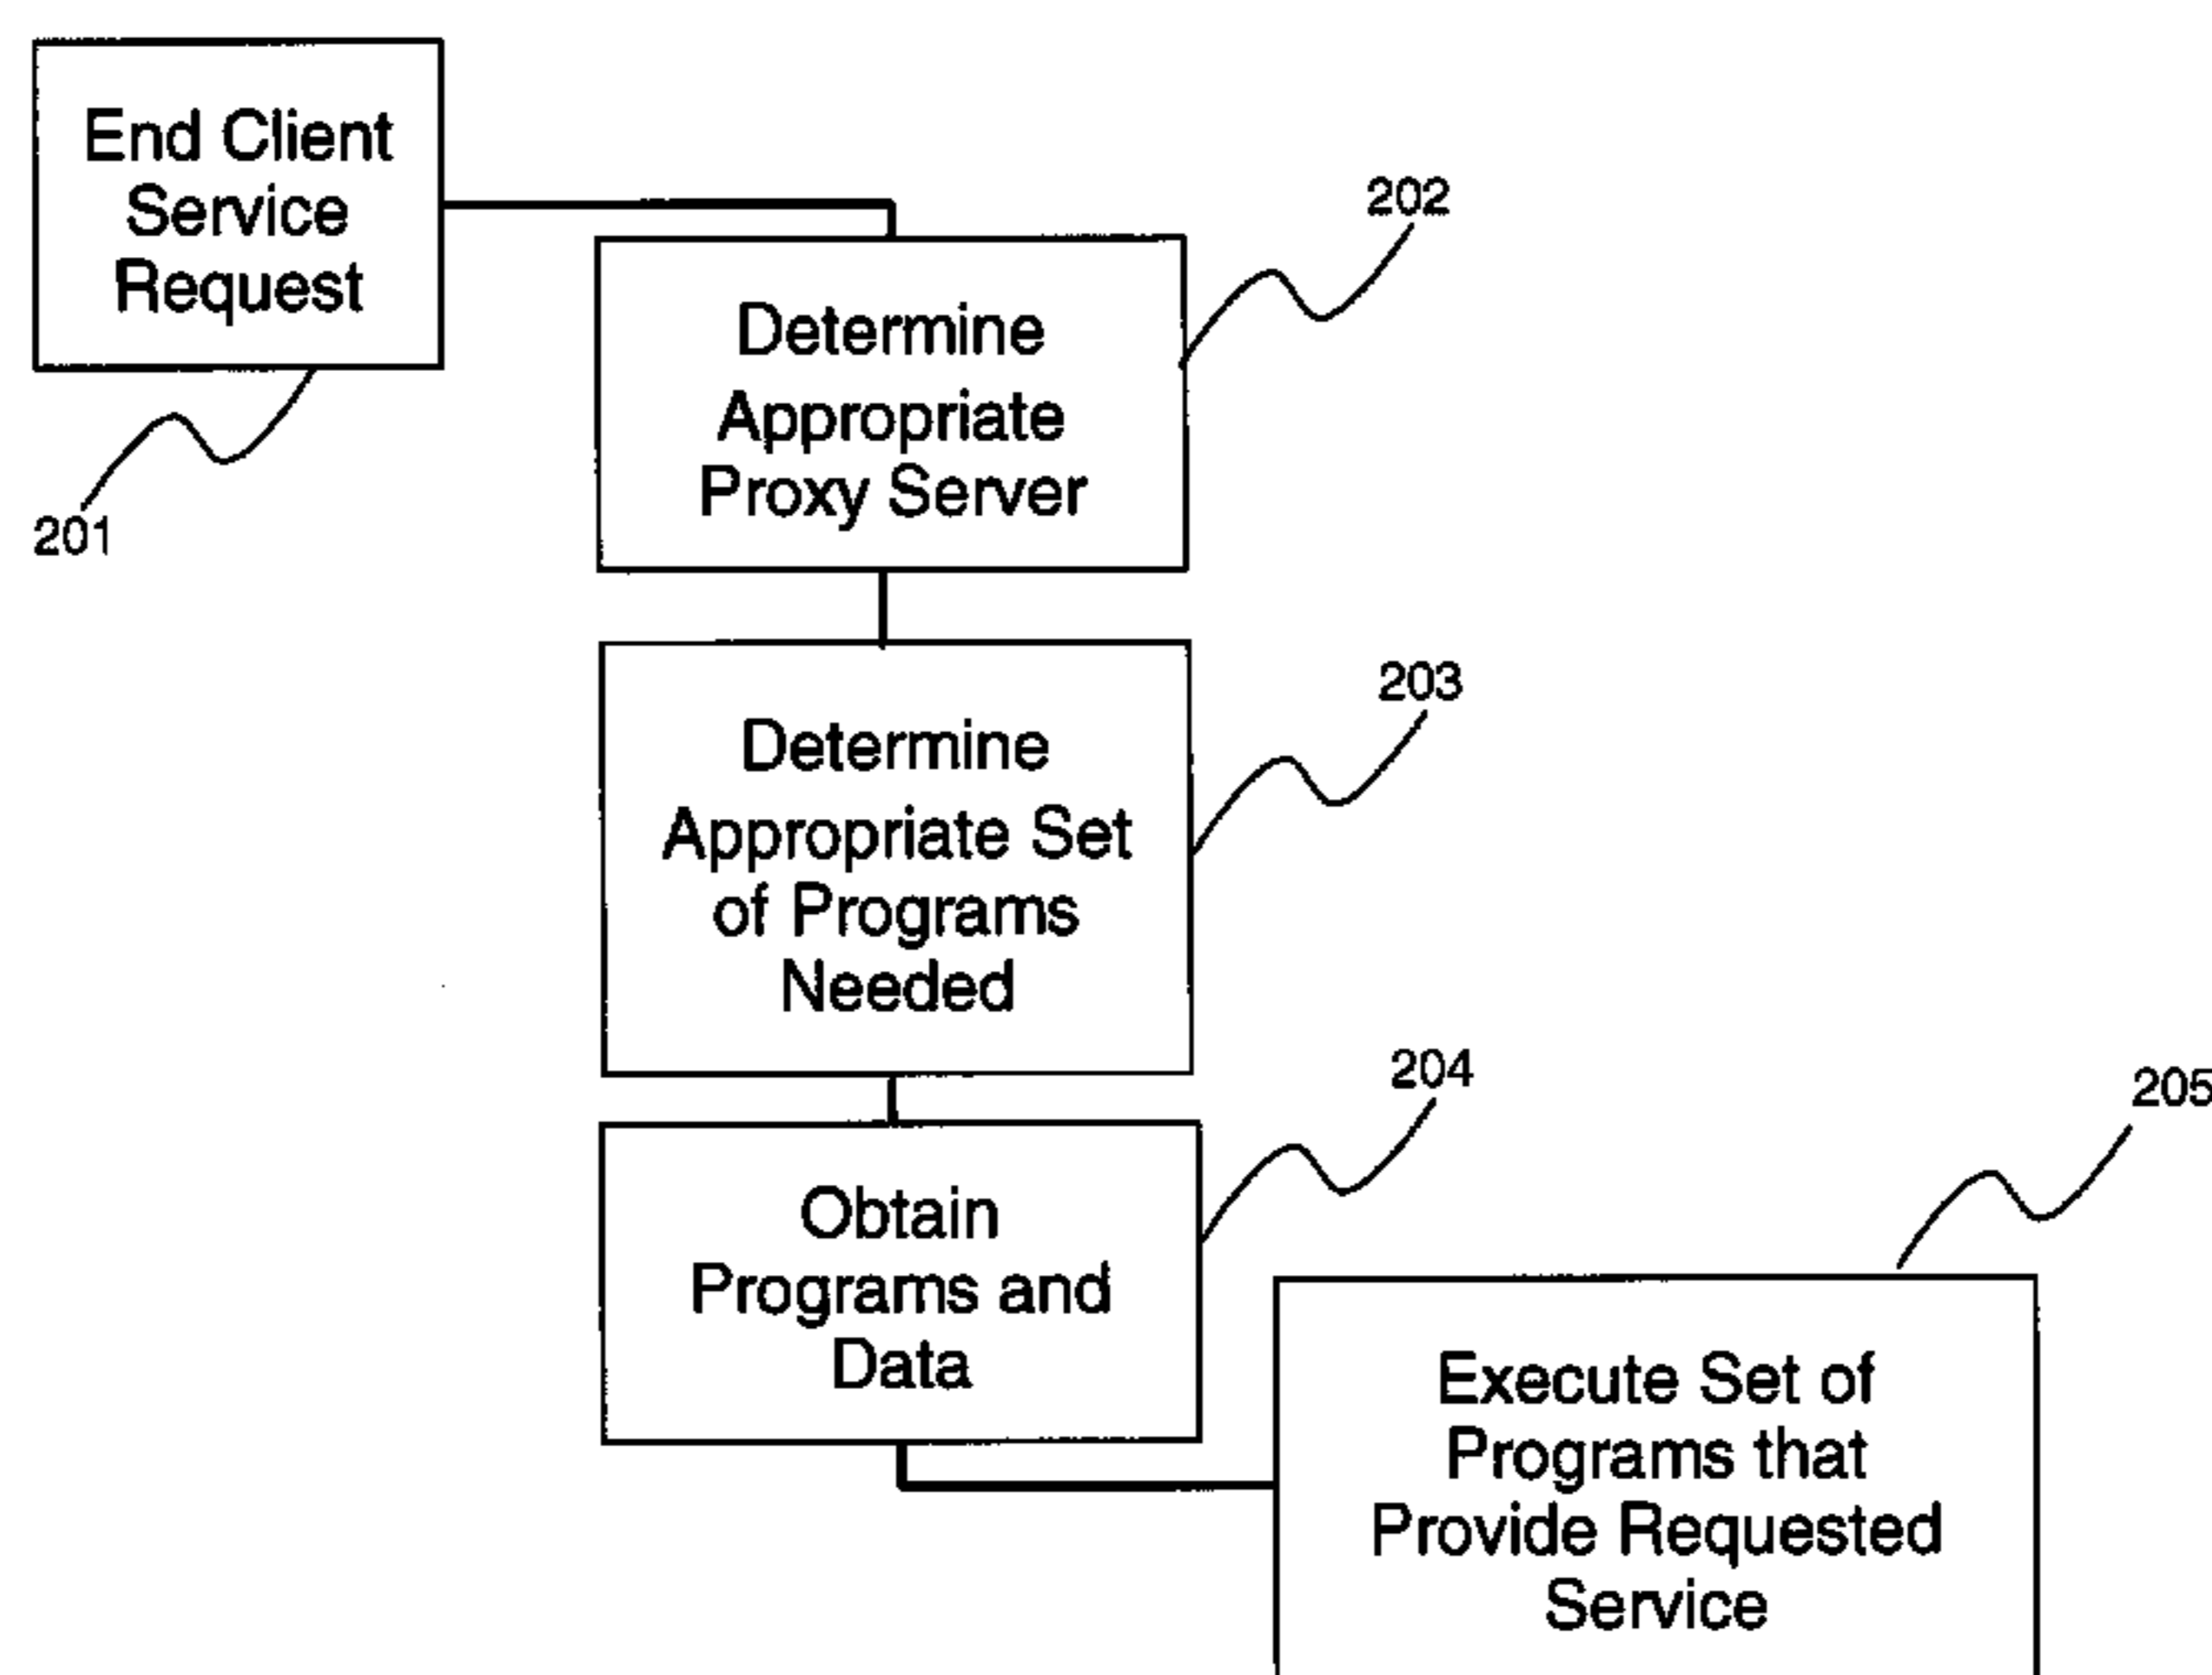 End Client
Service
Request
201
202
Determine
Appropriate
Proxy Server
203
Determine
Appropriate Set
of Programs
Needed
204
Obtain
Programs and
Data
205
Execute Set of
Programs that
Provide Requested
Service